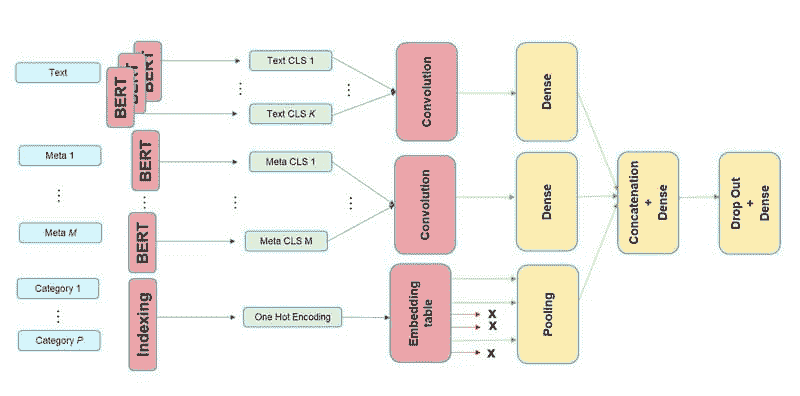 Text
BERT
BERT
BERT
Text CLS 1
⋮
Text CLS K
⋮
Convolution
Dense
Meta 1
⋮
Meta M
BERT
⋮
BERT
Meta CLS 1
⋮
Meta CLS M
⋮
Convolution
Dense
Category 1
⋮
Category P
Indexing
One Hot Encoding
Embedding
table
X
X
X
Pooling
Concatenation
+
Dense
Drop Out
+
Dense